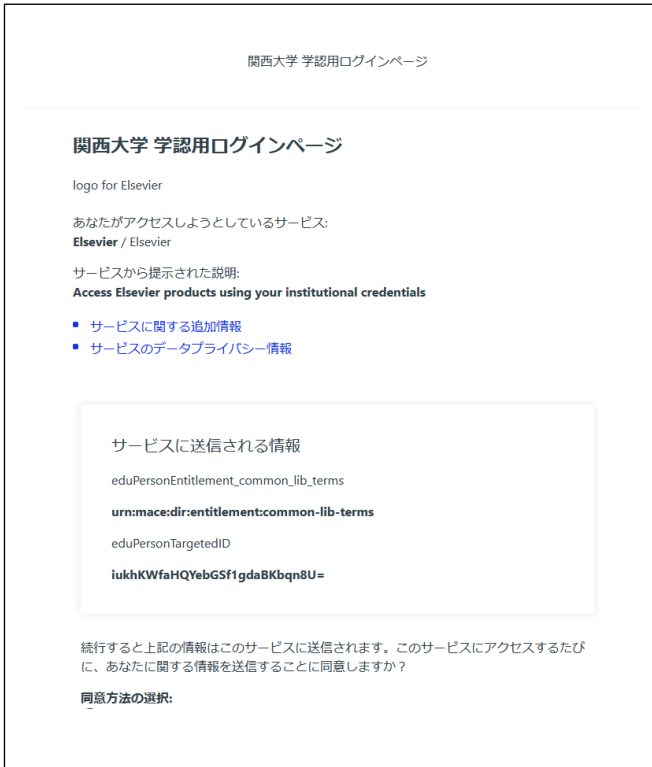 関西大学 学認用ログインページ
関西大学 学認用ログインページ
logo for Elsevier
あなたがアクセスしようとしているサービス:
Elsevier / Elsevier
サービスから提示された説明:
Access Elsevier products using your institutional credentials
サービスに関する追加情報
サービスのデータプライバシー情報
サービスに送信される情報
eduPersonEntitlement_common_lib_terms
urn:mace:dir:entitlement:common-lib-terms
eduPersonTargetedID
iukhKWfaHQYebGSf1gdaBKbqn8U=
続行すると上記の情報はこのサービスに送信されます。このサービスにアクセスするたび
に、あなたに関する情報を送信することに同意しますか？
同意方法の選択: